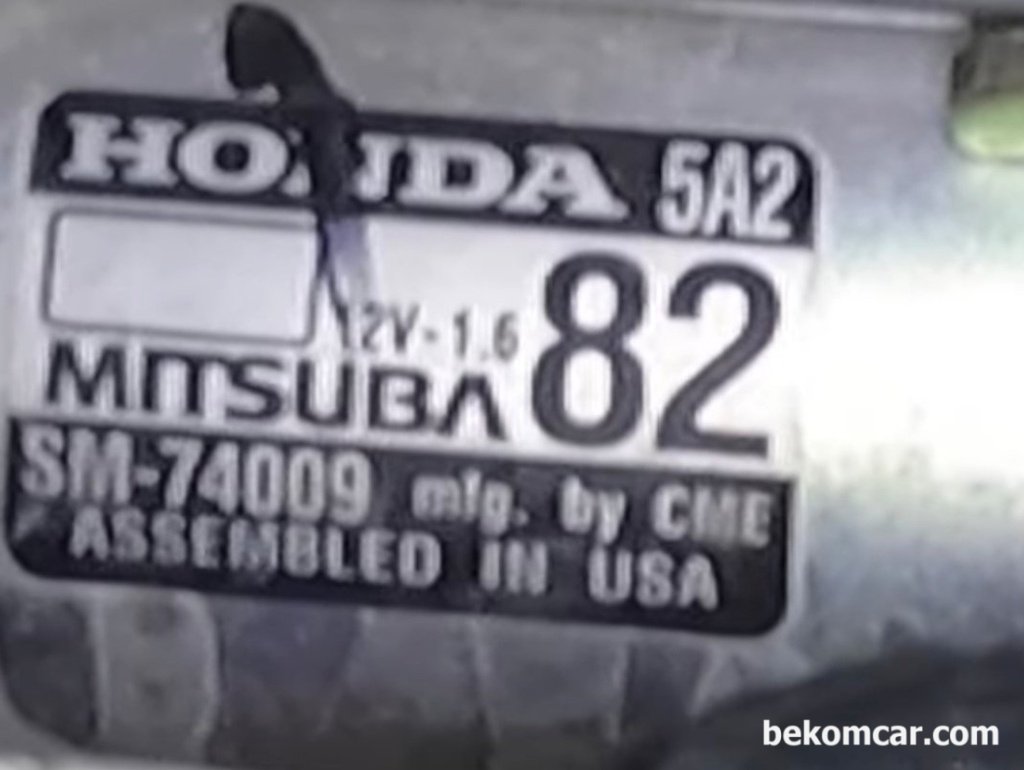 HONDA 5A2
12V-1.6 82
MITSUBA
SM-74009 mfg. by CME
ASSEMBLED IN USA
bekomcar.com